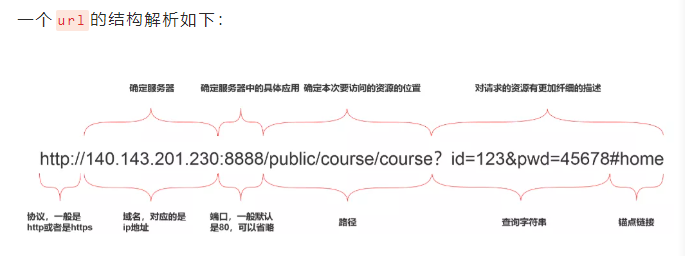 一个 url 的结构解析如下：
确定服务器 确定服务器中的具体应用 确定本次要访问的资源的位置 对请求的资源有更加纤细的描述
http://140.143.201.230:8888/public/course/course？id=123&pwd=45678#home
协议，一般是
http或者是https
域名，对应的是
ip地址
端口，一般默认
是80，可以省略
路径
查询字符串
锚点链接